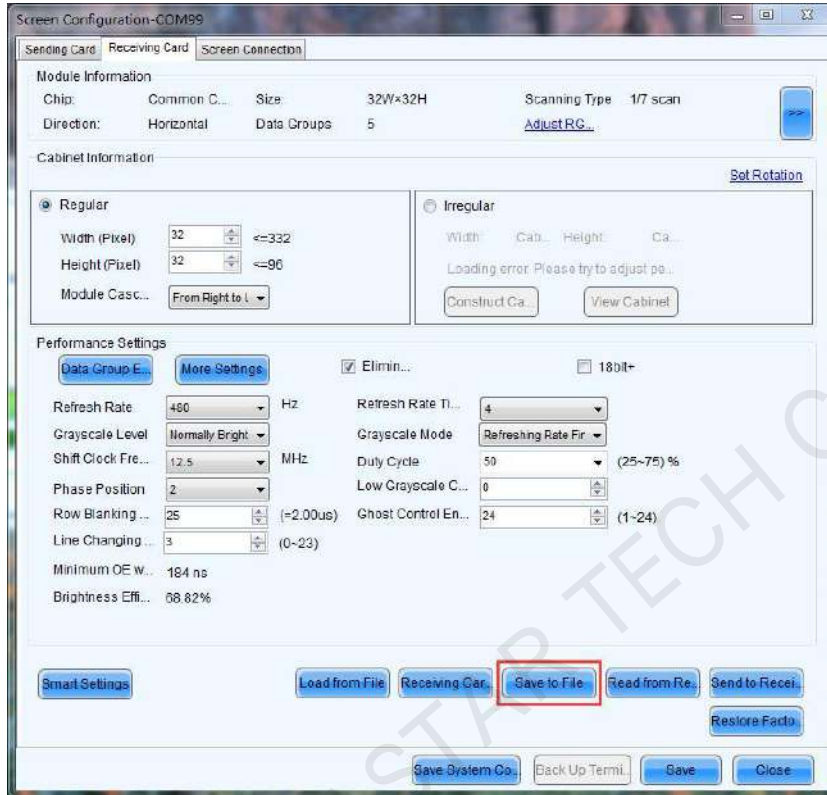 Screen Configuration-COM99
Sending Card Receiving Card Screen Connection
Module Information
Chip: Common C... Size: 32W×32H Scanning Type 1/7 scan
Direction: Horizontal Data Groups 5 Adjust RG...
>>
Cabinet Information
Set Rotation
Regular
Width (Pixel) 32 <=332
Height (Pixel) 32 <=96
Module Casc... From Right to L
Irregular
Width: Cab... Height: Ca...
Loading error. Please try to adjust pa...
Construct Ca... View Cabinet
Performance Settings
Data Group E... More Settings Elimin... 18bit+
Refresh Rate 480 Hz Refresh Rate Ti... 4
Grayscale Level Normally Bright Grayscale Mode Refreshing Rate Fir
Shift Clock Fre... 12.5 MHz Duty Cycle 50 (25~75) %
Phase Position 2 Low Grayscale C... 0
Row Blanking ... 25 (=2.00us) Ghost Control En... 24 (1~24)
Line Changing ... 3 (0~23)
Minimum OE w... 184 ns
Brightness Effi... 68.82%
Smart Settings Load from File Receiving Car... Save to File Read from Re... Send to Recei...
Restore Facto...
Save System Co... Back Up Termi... Save Close
STAR TECH C